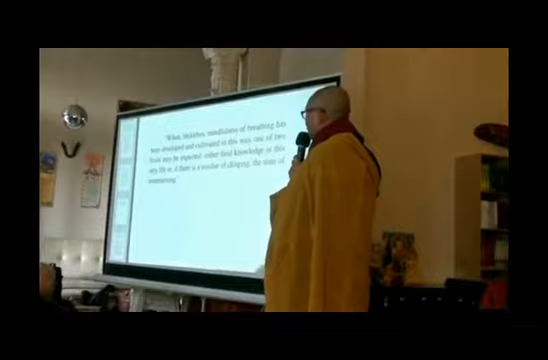 "When, bhikkhus, mindfulness of breathing has
been developed and cultivated in this way, one of two
fruits may be expected: either final knowledge in this
very life or, if there is a residue of clinging, the state of
nonreturning."